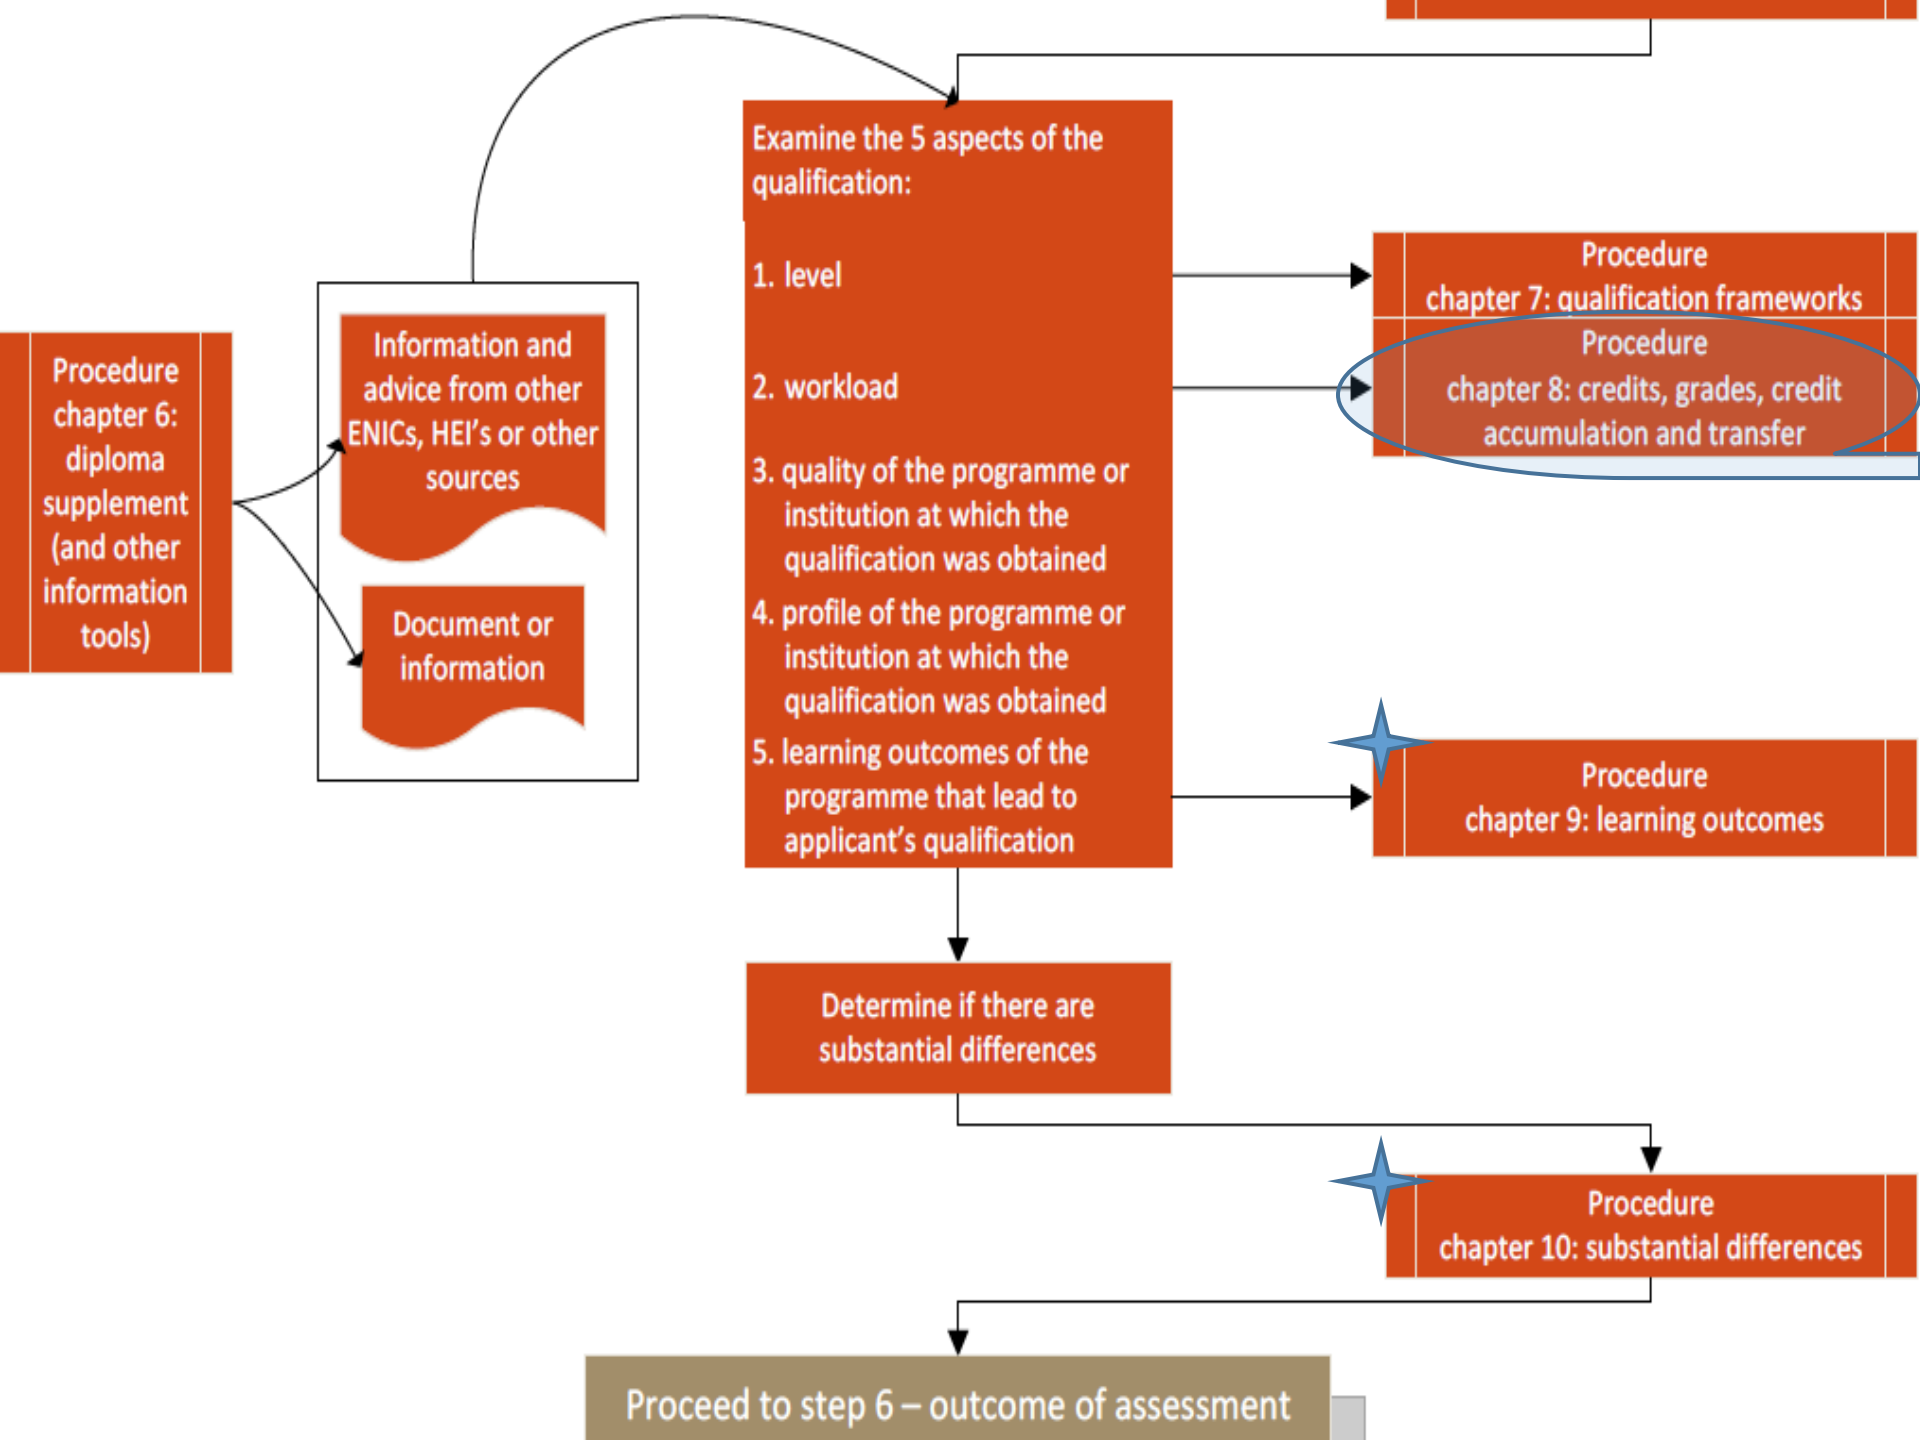 Examine the 5 aspects of the
qualification:
1. level
2. workload
3. quality of the programme or
institution at which the
qualification was obtained
4. profile of the programme or
institution at which the
qualification was obtained
5. learning outcomes of the
programme that lead to
applicant's qualification
Procedure
chapter 7: qualification frameworks
Procedure
chapter 8: credits, grades, credit
accumulation and transfer
Procedure
chapter 6:
diploma
supplement
(and other
information
tools)
Information and
advice from other
ENICs, HEI's or other
sources
Document or
information
Procedure
chapter 9: learning outcomes
Determine if there are
substantial differences
Procedure
chapter 10: substantial differences
Proceed to step 6 – outcome of assessment